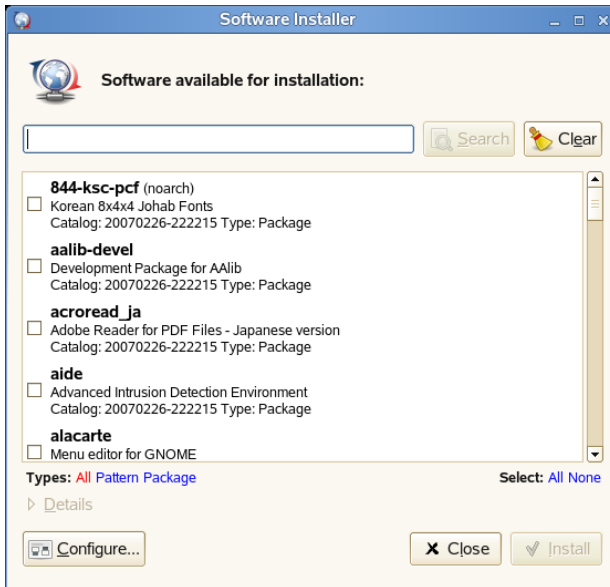 Software Installer
Software available for installation:
Search
Clear
844-ksc-pcf (noarch)
Korean 8x4x4 Johab Fonts
Catalog: 20070226-222215 Type: Package
aalib-devel
Development Package for AAlib
Catalog: 20070226-222215 Type: Package
acroread_ja
Adobe Reader for PDF Files - Japanese version
Catalog: 20070226-222215 Type: Package
aide
Advanced Intrusion Detection Environment
Catalog: 20070226-222215 Type: Package
alacarte
Menu editor for GNOME
Types: All Pattern Package
Select: All None
Details
Configure...
Close
Install